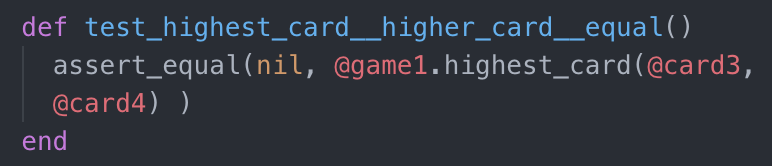 def test_highest_card__higher_card__equal()
assert_equal(nil, @game1.highest_card(@card3,
@card4) )
end